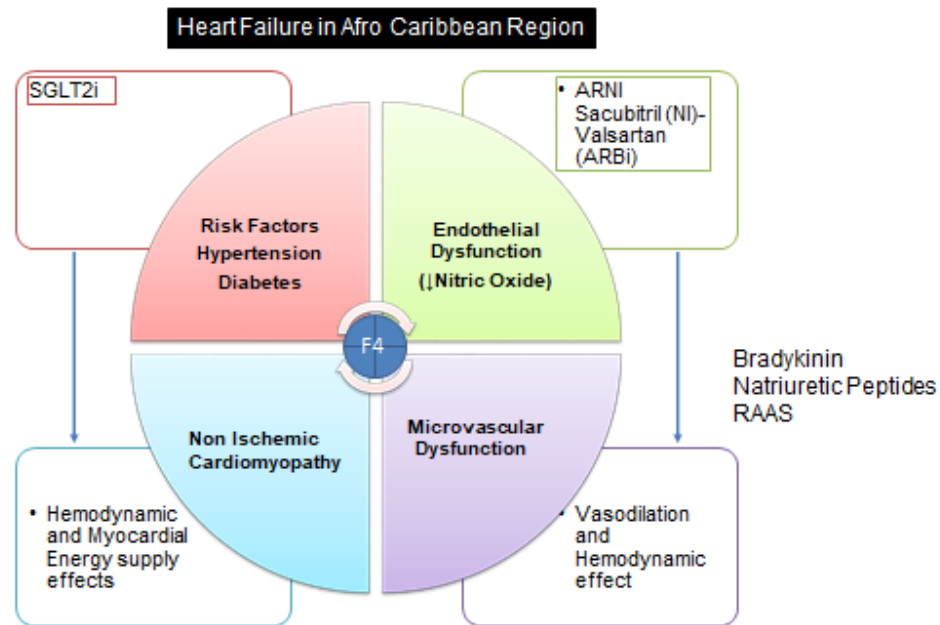 Heart Failure in Afro Caribbean Region
SGLT2i
• ARNI
Sacubitril (NI)-
Valsartan
(ARBi)
Risk Factors
Hypertension
Diabetes
Endothelial
Dysfunction
(↓Nitric Oxide)
F4
Bradykinin
Natriuretic Peptides
RAAS
Non Ischemic
Cardiomyopathy
Microvascular
Dysfunction
• Hemodynamic
and Myocardial
Energy supply
effects
• Vasodilation
and
Hemodynamic
effect